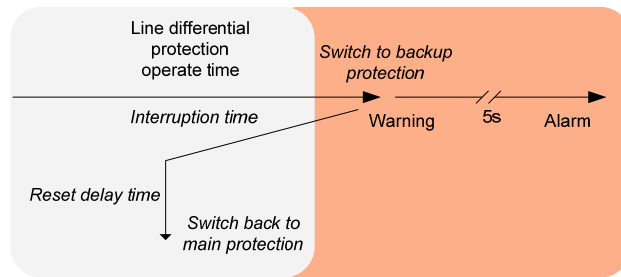 Line differential
protection
operate time
Switch to backup
protection
Interruption time
Warning
5s
Alarm
Reset delay time
Switch back to
main protection